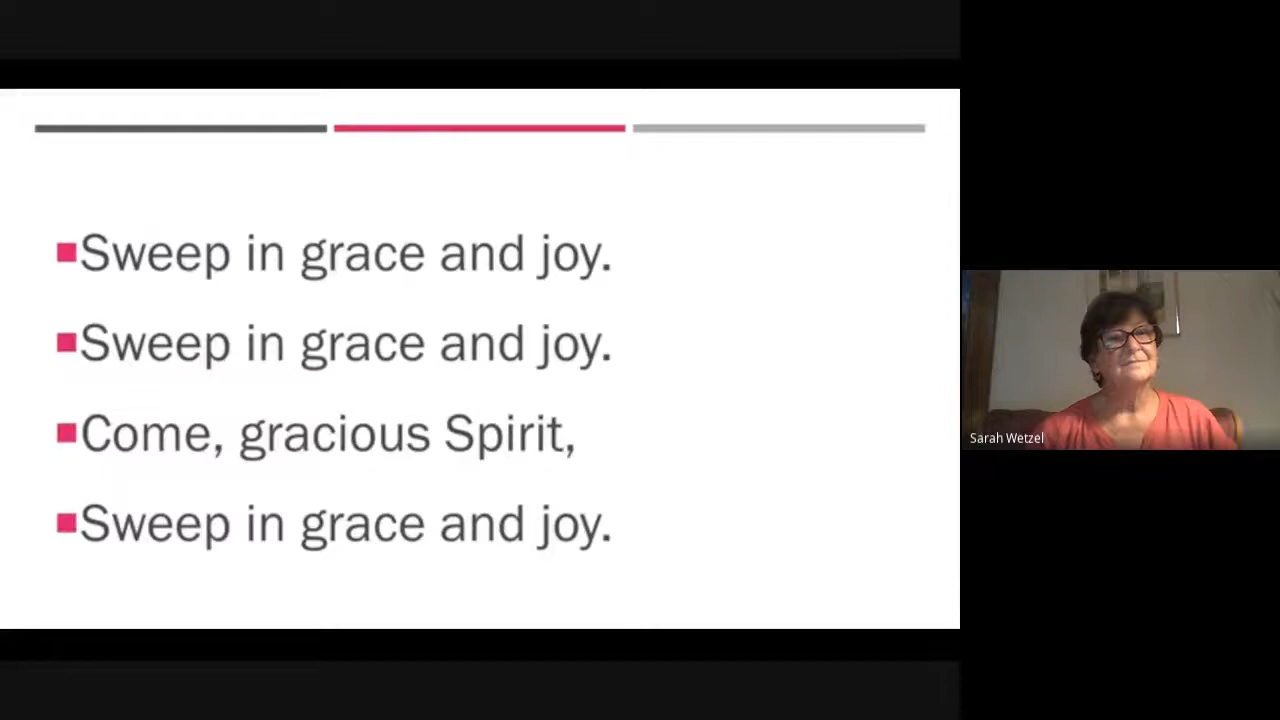 Sweep in grace and joy.
Sweep in grace and joy.
Come, gracious Spirit,
Sweep in grace and joy.
Sarah Wetzel